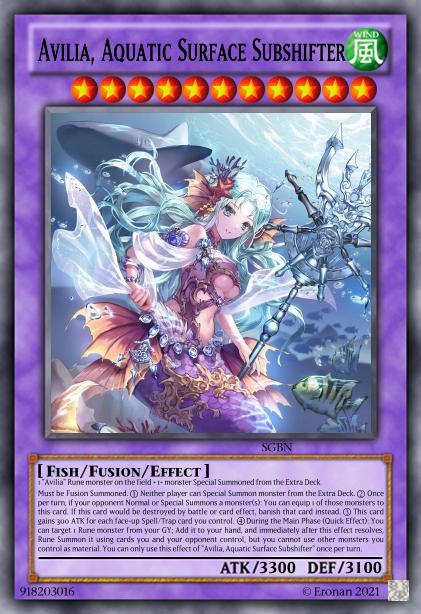 AVILIA, AQUATIC SURFACE SUBSHIFTER
WIND
風
SGBN
[ FISH/FUSION/EFFECT ]
1 "Avilia" Rune monster on the field + 1+ monster Special Summoned from the Extra Deck
Must be Fusion Summoned. ① Neither player can Special Summon monster from the Extra Deck. ② Once
per turn, if your opponent Normal or Special Summons a monster(s): You can equip 1 of those monsters to
this card. If this card would be destroyed by battle or card effect, banish that card instead. ③ This card
gains 300 ATK for each face-up Spell/Trap card you control. ④ During the Main Phase (Quick Effect): You
can target 1 Rune monster from your GY; Add it to your hand, and immediately after this effect resolves,
Rune Summon it using cards you and your opponent control, but you cannot use other monsters you
control as material. You can only use this effect of "Avilia, Aquatic Surface Subshifter" once per turn.
ATK/3300 DEF/3100
918203016
© Eronan 2021